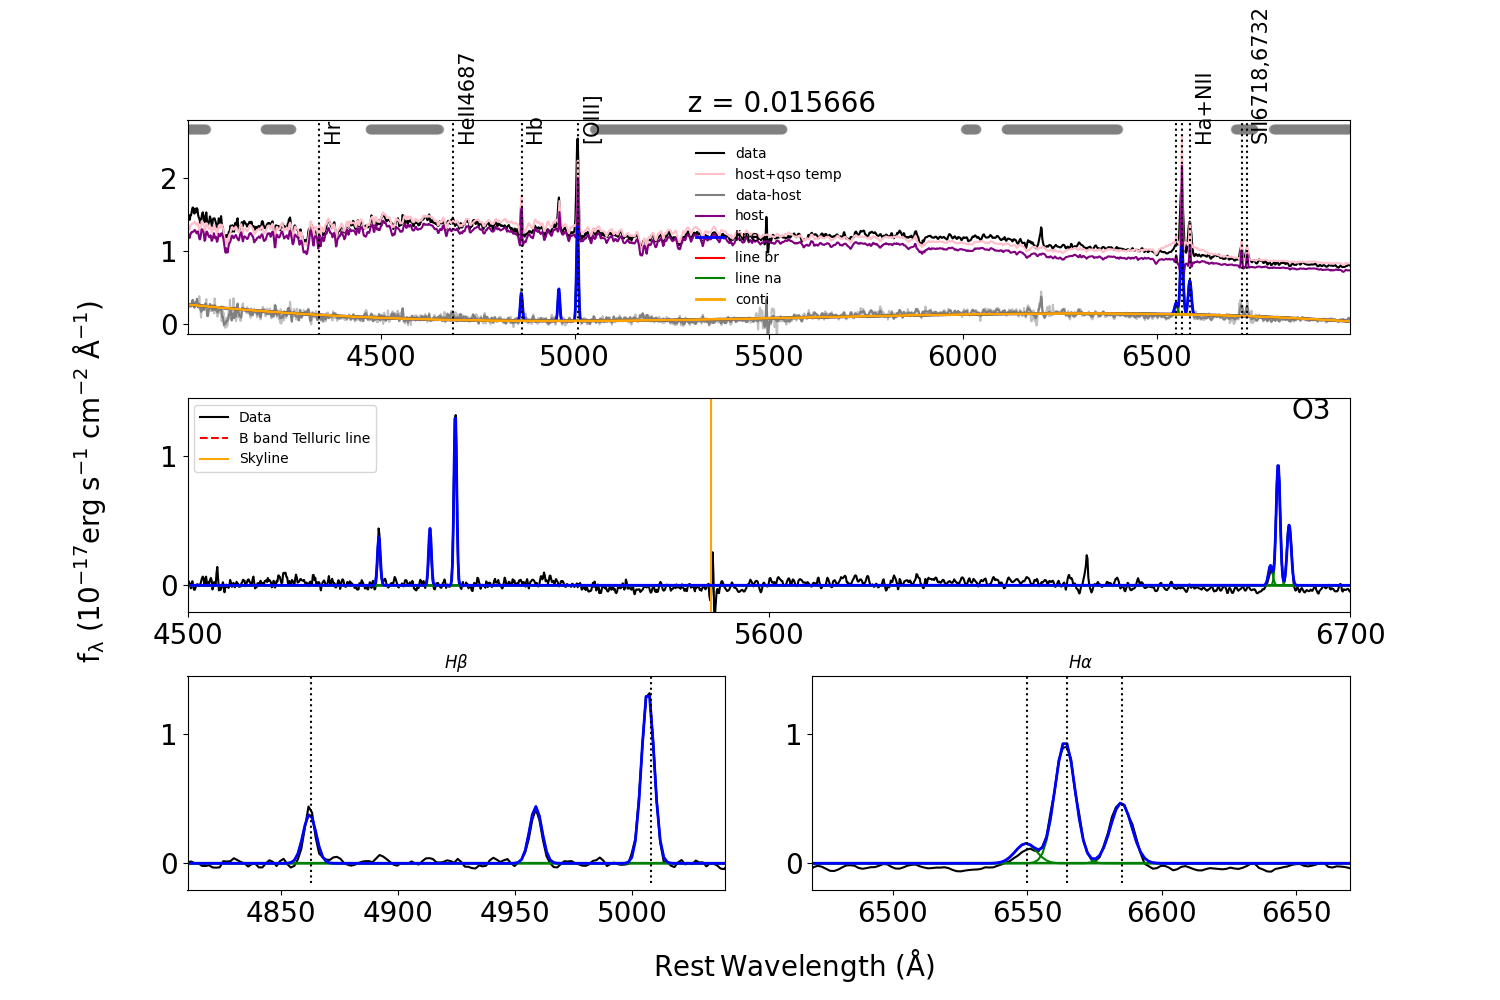 z = 0.015666
Hr
HeII4687
Hb
[OIII]
Ha+NII
SII6718,6732
data
host+qso temp
data-host
host
line
line br
line na
conti
2
1
0
4500 5000 5500 6000 6500
O3
Data
B band Telluric line
Skyline
1
0
4500 5600 6700
fλ (10⁻¹⁷erg s⁻¹ cm⁻² Å⁻¹)
Hβ
1
0
4850 4900 4950 5000
Hα
1
0
6500 6550 6600 6650
Rest Wavelength (Å)